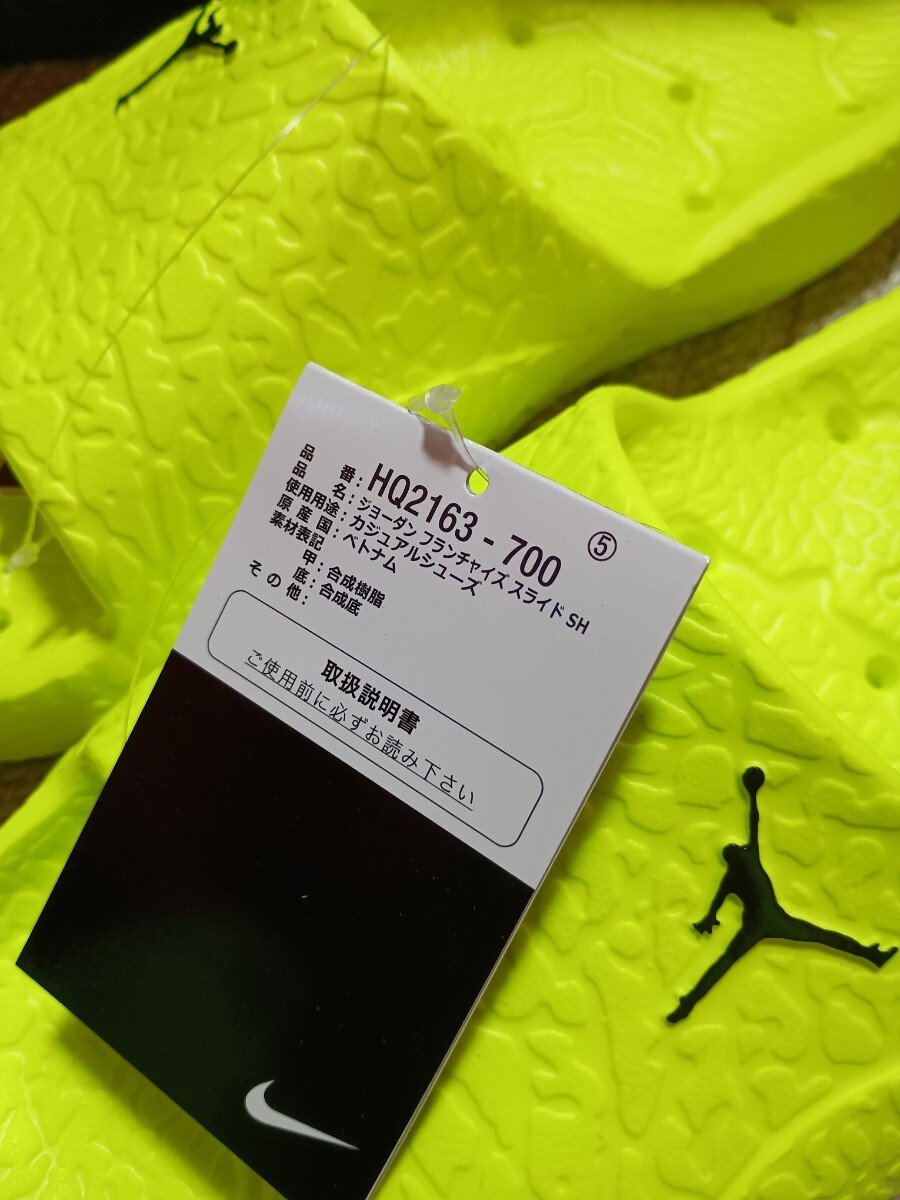 ⑤
品番：HQ2163 - 700
品名：ジョーダン フランチャイズ スライド SH
使用用途：カジュアルシューズ
原産国：ベトナム
素材表記
甲：合成樹脂
底：合成底
その他：
取扱説明書
ご使用前に必ずお読み下さい